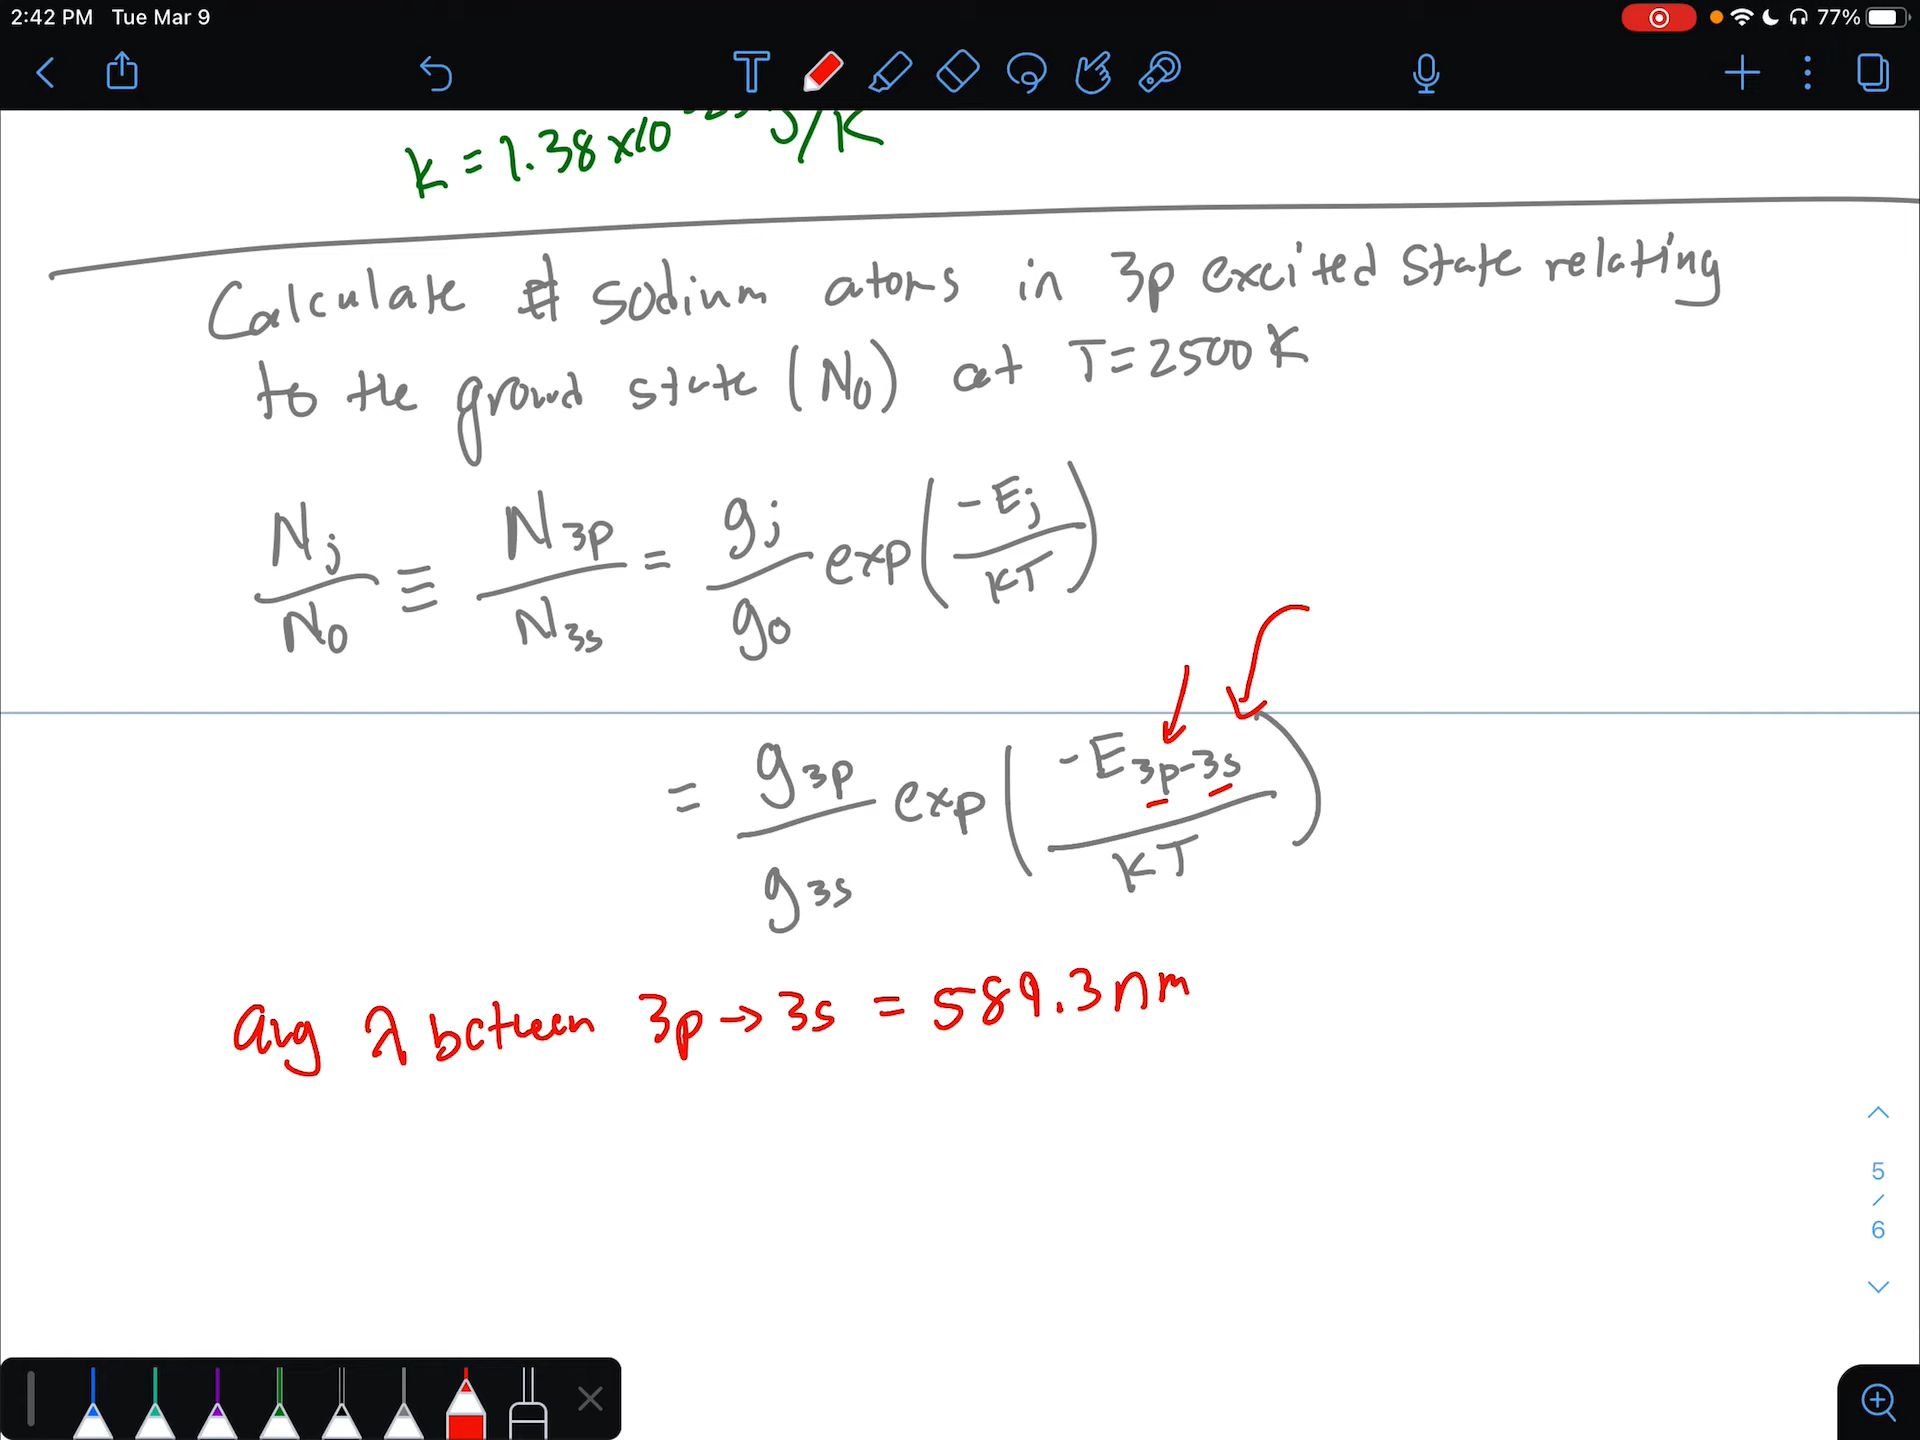 2:42 PM Tue Mar 9 77%
k = 1.38 x10^-23 J/K
Calculate # sodium atoms in 3p excited state relating
to the ground state (N0) at T=2500 K
Nj/N0 ≡ N3p/N3s = gj/g0 exp(-Ej/KT)
= g3p/g3s exp(-E3p-3s/KT)
avg λ between 3p → 3s = 589.3nm
5
/
6